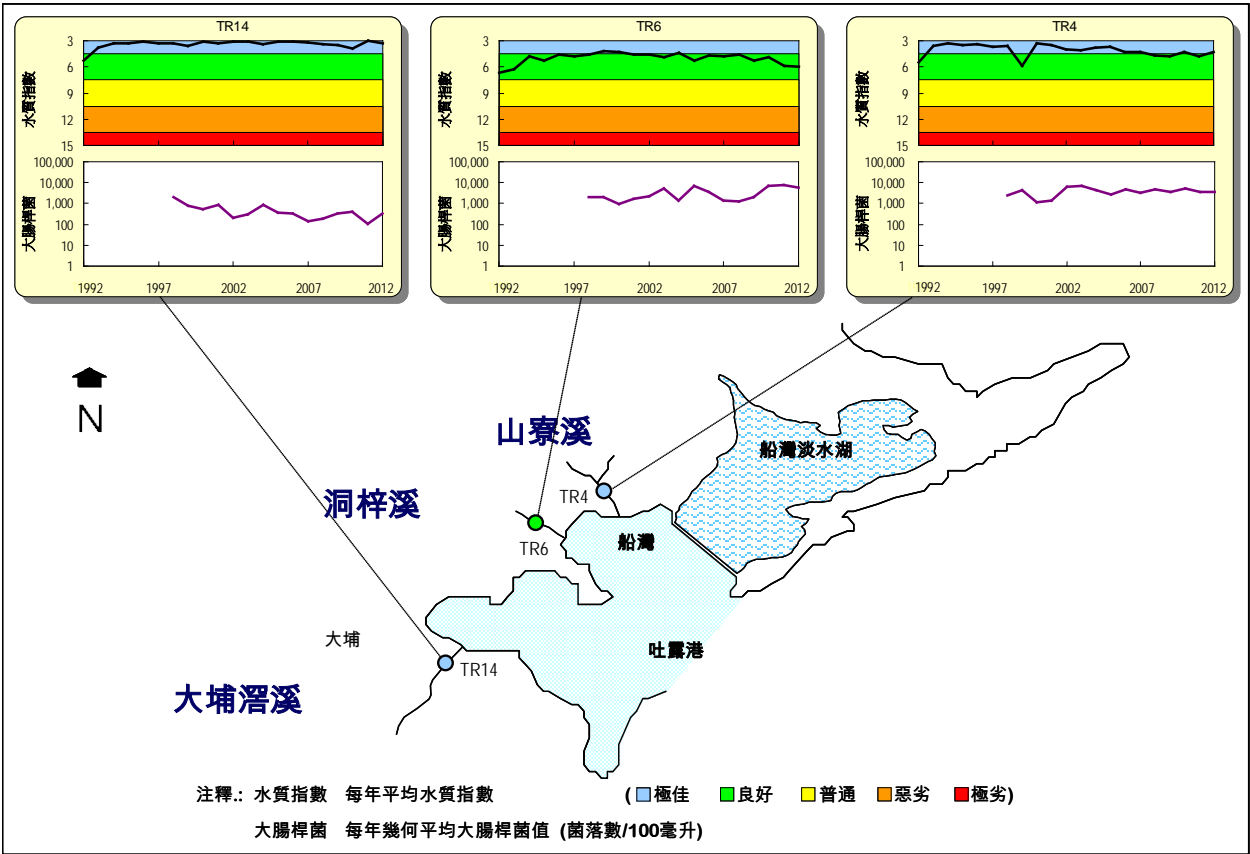 TR14
水質指數
3
6
9
12
15
大腸桿菌
100,000
10,000
1,000
100
10
1
1992 1997 2002 2007 2012
TR6
水質指數
3
6
9
12
15
大腸桿菌
100,000
10,000
1,000
100
10
1
1992 1997 2002 2007 2012
TR4
水質指數
3
6
9
12
15
大腸桿菌
100,000
10,000
1,000
100
10
1
1992 1997 2002 2007 2012
N
山寮溪
船灣淡水湖
TR4
洞梓溪
船灣
TR6
大埔
吐露港
TR14
大埔滘溪
注釋.: 水質指數 每年平均水質指數 (極佳 良好 普通 惡劣 極劣)
大腸桿菌 每年幾何平均大腸桿菌值 (菌落數/100毫升)